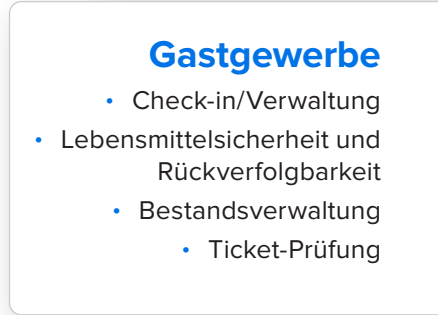 Gastgewerbe
• Check-in/Verwaltung
• Lebensmittelsicherheit und
Rückverfolgbarkeit
• Bestandsverwaltung
• Ticket-Prüfung